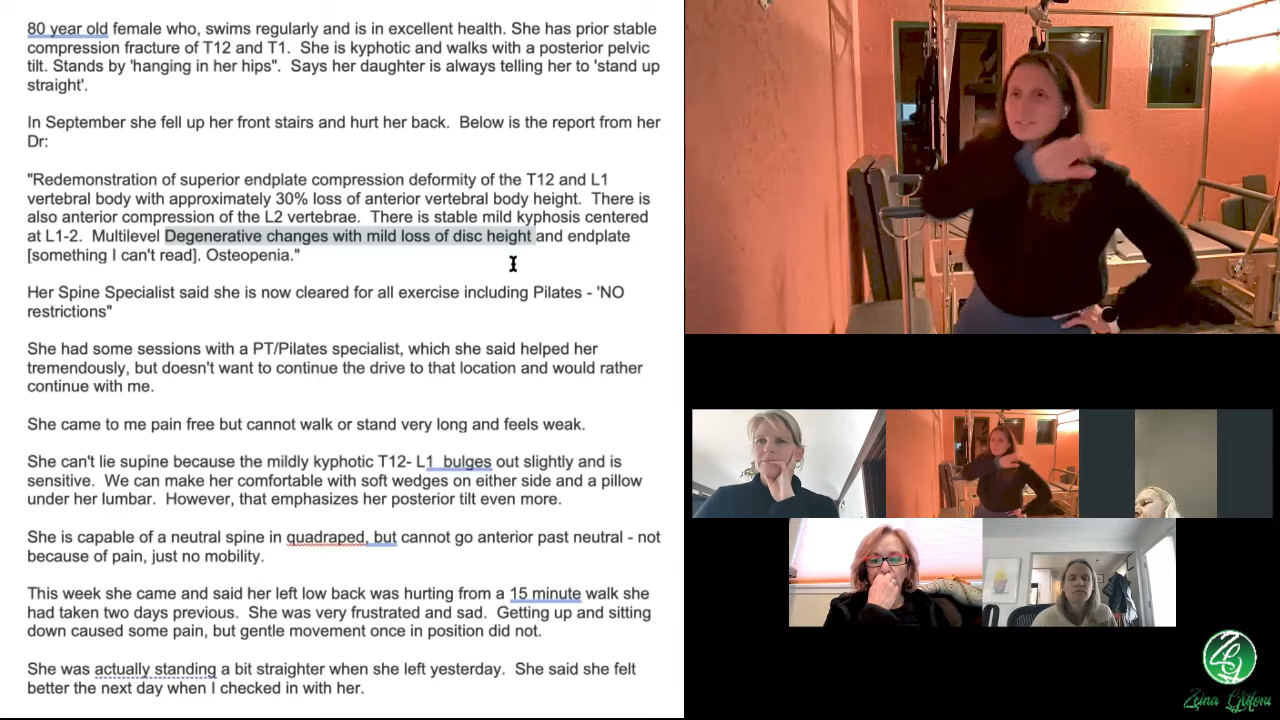 80 year old female who, swims regularly and is in excellent health. She has prior stable
compression fracture of T12 and T1.  She is kyphotic and walks with a posterior pelvic
tilt. Stands by 'hanging in her hips".  Says her daughter is always telling her to 'stand up
straight'.
In September she fell up her front stairs and hurt her back.  Below is the report from her
Dr:
"Redemonstration of superior endplate compression deformity of the T12 and L1
vertebral body with approximately 30% loss of anterior vertebral body height.  There is
also anterior compression of the L2 vertebrae.  There is stable mild kyphosis centered
at L1-2.  Multilevel Degenerative changes with mild loss of disc height and endplate
[something I can't read]. Osteopenia."
Her Spine Specialist said she is now cleared for all exercise including Pilates - 'NO
restrictions"
She had some sessions with a PT/Pilates specialist, which she said helped her
tremendously, but doesn't want to continue the drive to that location and would rather
continue with me.
She came to me pain free but cannot walk or stand very long and feels weak.
She can't lie supine because the mildly kyphotic T12- L1  bulges out slightly and is
sensitive.  We can make her comfortable with soft wedges on either side and a pillow
under her lumbar.  However, that emphasizes her posterior tilt even more.
She is capable of a neutral spine in quadraped, but cannot go anterior past neutral - not
because of pain, just no mobility.
This week she came and said her left low back was hurting from a 15 minute walk she
had taken two days previous.  She was very frustrated and sad.  Getting up and sitting
down caused some pain, but gentle movement once in position did not.
She was actually standing a bit straighter when she left yesterday.  She said she felt
better the next day when I checked in with her.
Zeina Grifoni